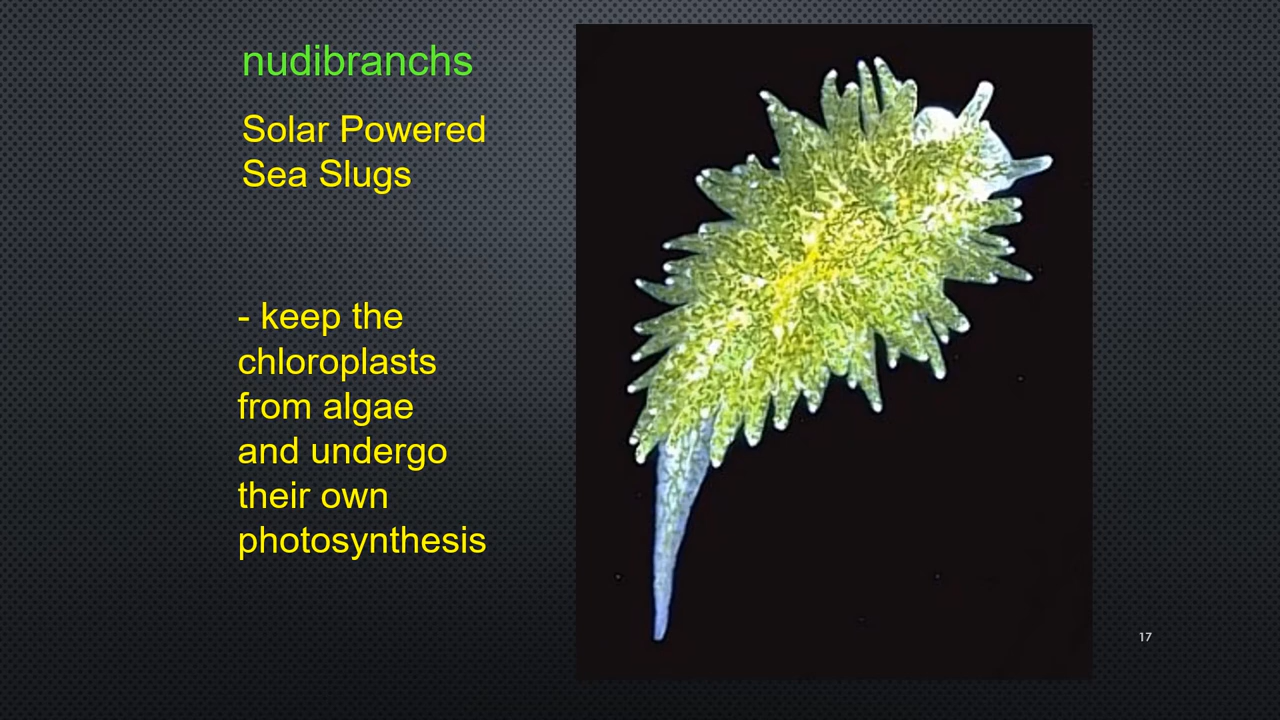 nudibranchs
Solar Powered
Sea Slugs
- keep the
chloroplasts
from algae
and undergo
their own
photosynthesis
17